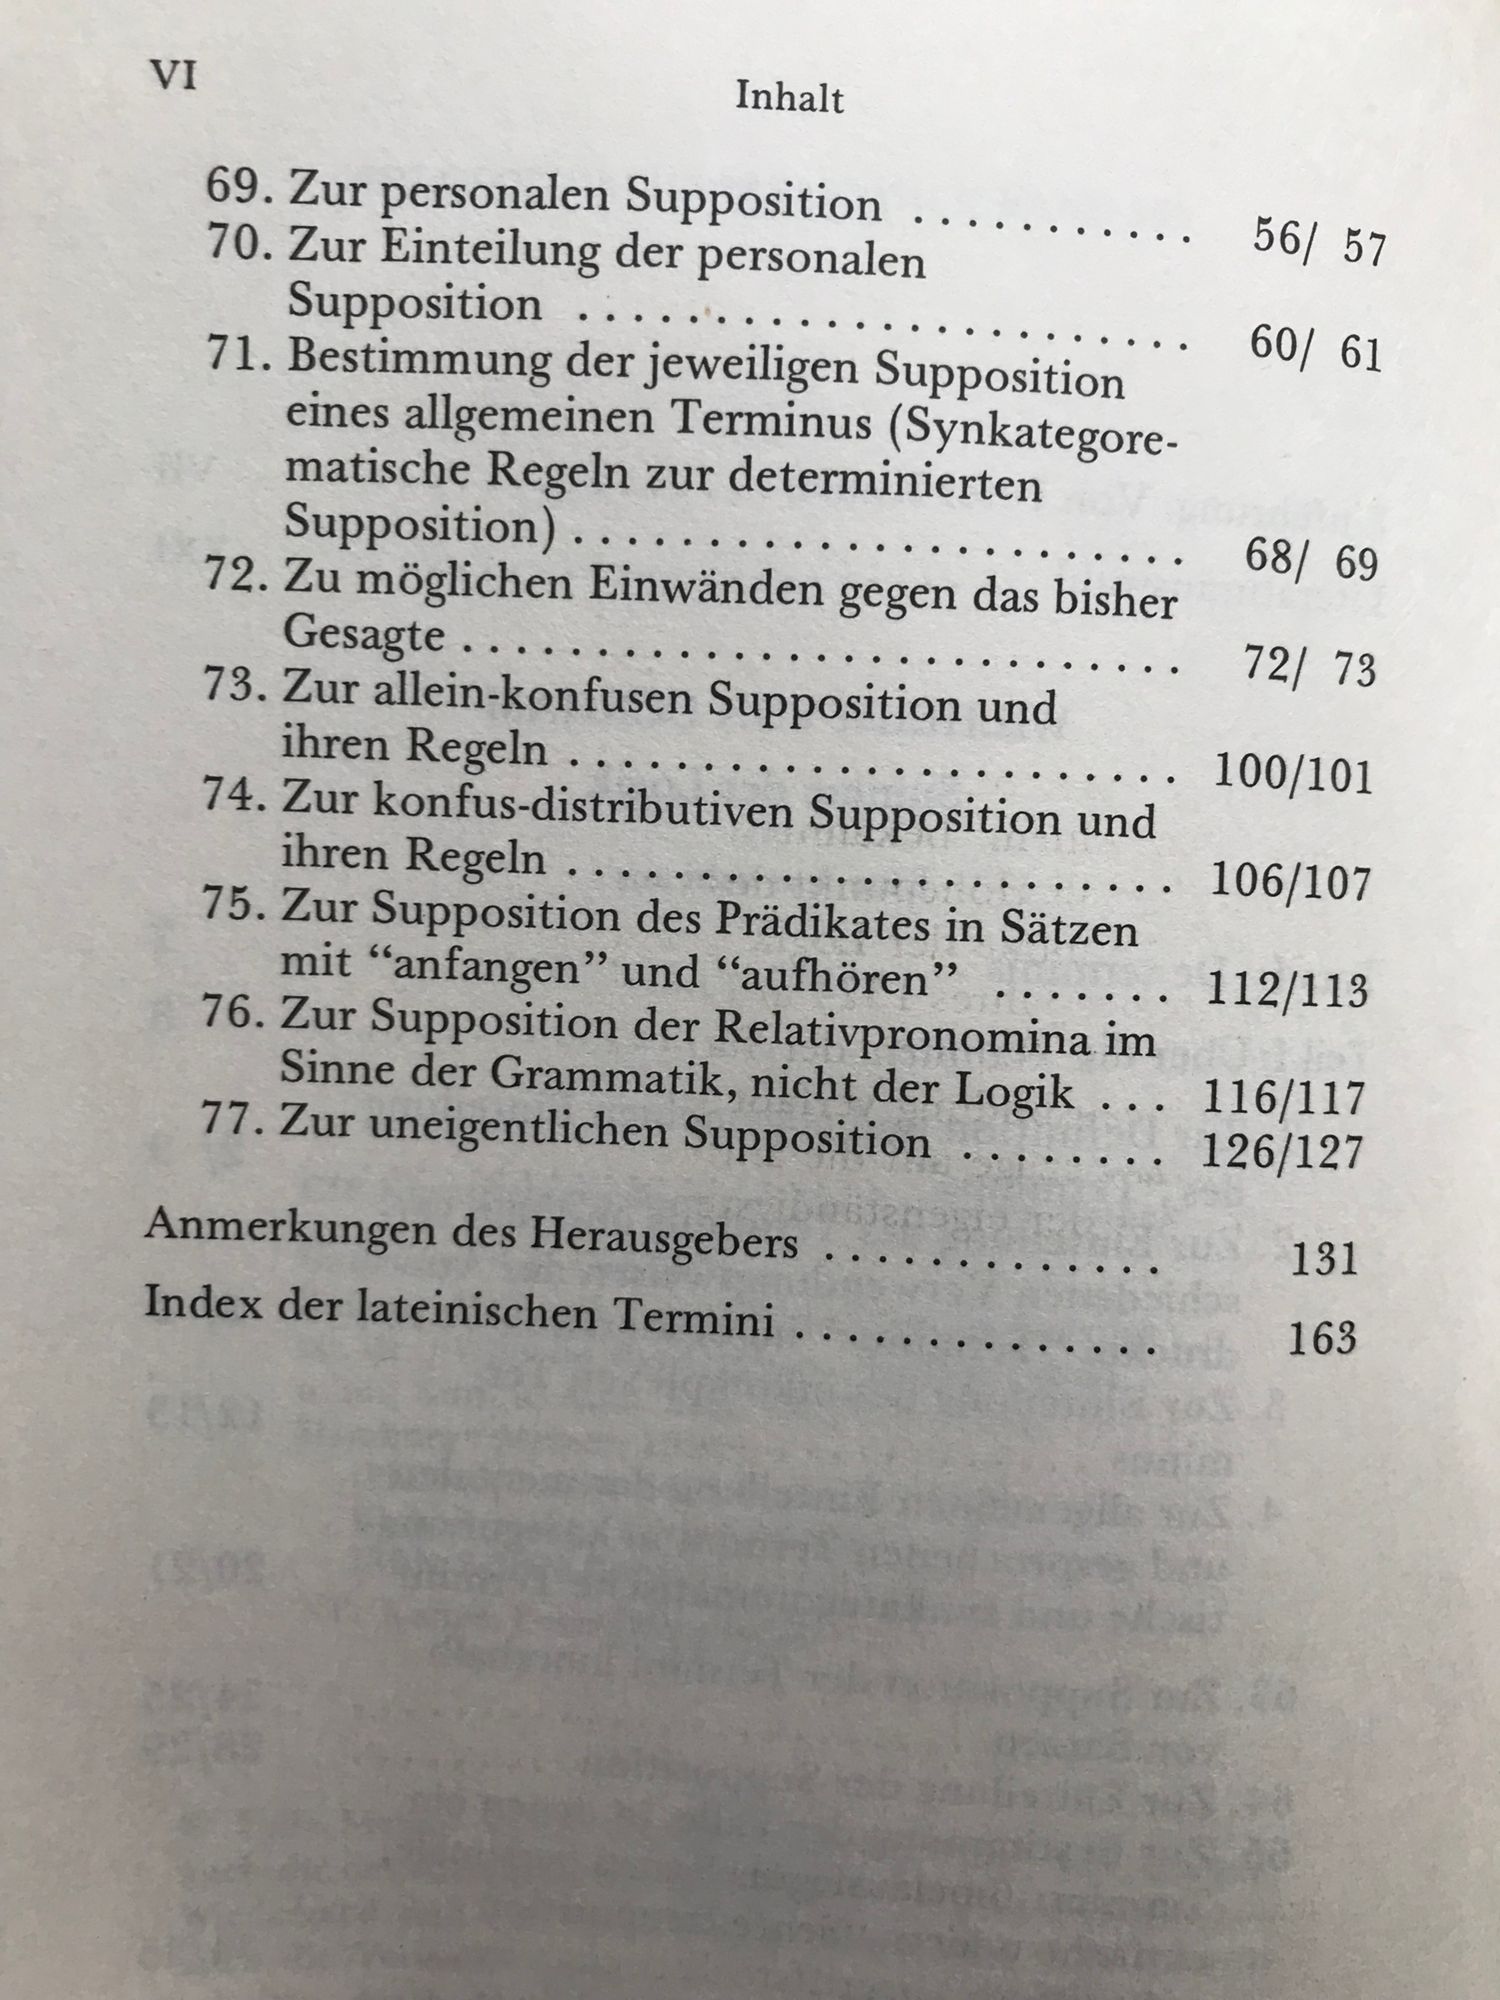 VI
Inhalt
69. Zur personalen Supposition . . . . . . . . . . . 56/ 57
70. Zur Einteilung der personalen
Supposition . . . . . . . . . . . . . . . . . . . . . . . 60/ 61
71. Bestimmung der jeweiligen Supposition
eines allgemeinen Terminus (Synkategore-
matische Regeln zur determinierten
Supposition) . . . . . . . . . . . . . . . . . . . . . . . 68/ 69
72. Zu möglichen Einwänden gegen das bisher
Gesagte . . . . . . . . . . . . . . . . . . . . . . . . . . . 72/ 73
73. Zur allein-konfusen Supposition und
ihren Regeln . . . . . . . . . . . . . . . . . . . . . . . 100/101
74. Zur konfus-distributiven Supposition und
ihren Regeln . . . . . . . . . . . . . . . . . . . . . . . 106/107
75. Zur Supposition des Prädikates in Sätzen
mit “anfangen” und “aufhören” . . . . . . . 112/113
76. Zur Supposition der Relativpronomina im
Sinne der Grammatik, nicht der Logik . . . 116/117
77. Zur uneigentlichen Supposition . . . . . . . . 126/127
Anmerkungen des Herausgebers . . . . . . . . . . . . . 131
Index der lateinischen Termini . . . . . . . . . . . . . . 163